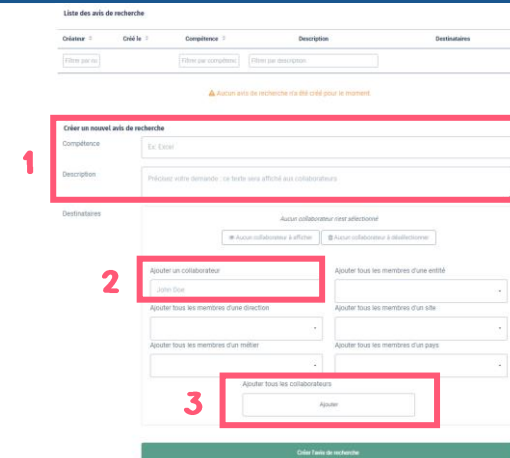 Liste des avis de recherche
Créateur Créé le Compétence Description Destinataires
Filtrer par no Filtrer par compétenc Filtrer par description
Aucun avis de recherche n'a été créé pour le moment
Créer un nouvel avis de recherche
1
Compétence
Ex: Excel
Description
Précisez votre demande : ce texte sera affiché aux collaborateurs
Destinataires
Aucun collaborateur n'est sélectionné
Aucun collaborateur à afficher Aucun collaborateur à désélectionner
2
Ajouter un collaborateur Ajouter tous les membres d'une entité
John Doe
Ajouter tous les membres d'une direction Ajouter tous les membres d'un site
Ajouter tous les membres d'un métier Ajouter tous les membres d'un pays
3
Ajouter tous les collaborateurs
Ajouter
Créer l'avis de recherche